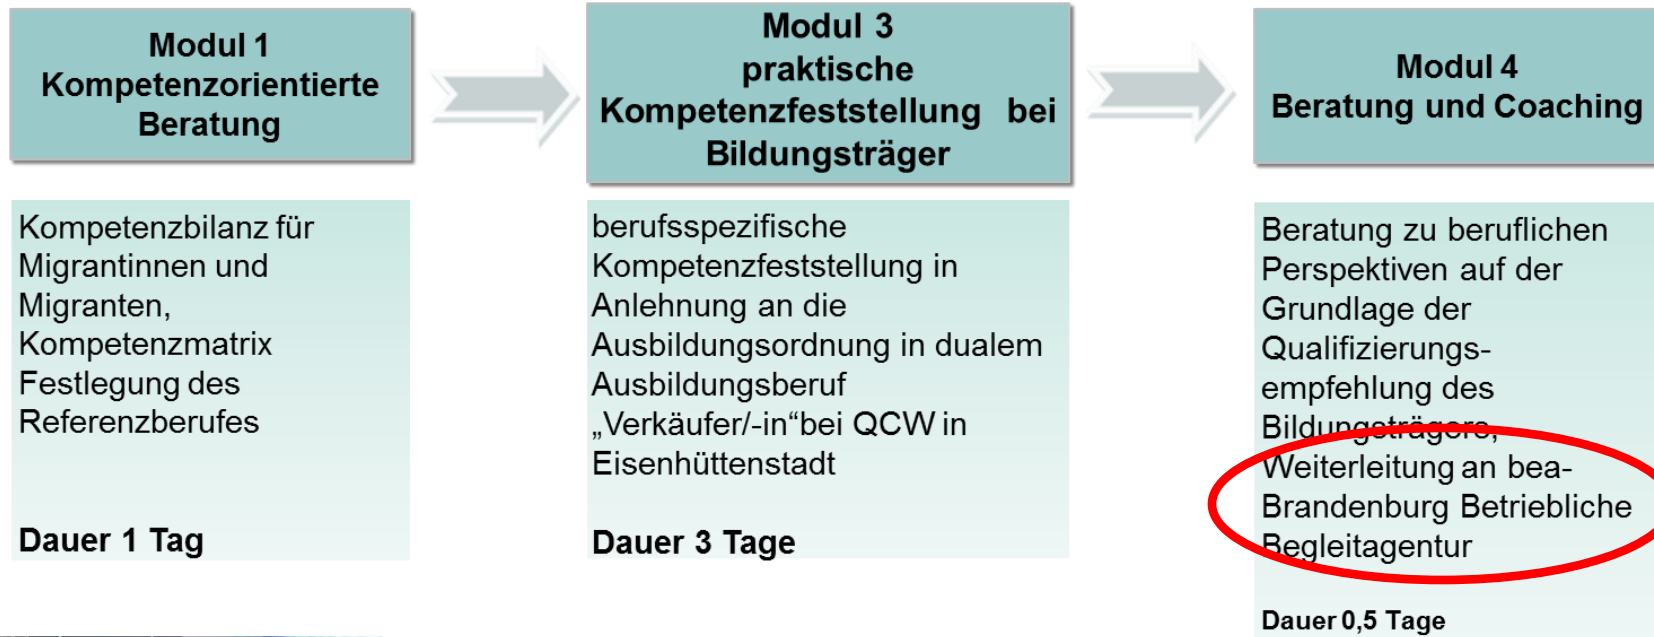 Modul 1
Kompetenzorientierte
Beratung
Modul 3
praktische
Kompetenzfeststellung bei
Bildungsträger
Modul 4
Beratung und Coaching
Kompetenzbilanz für
Migrantinnen und
Migranten,
Kompetenzmatrix
Festlegung des
Referenzberufes
Dauer 1 Tag
berufsspezifische
Kompetenzfeststellung in
Anlehnung an die
Ausbildungsordnung in dualem
Ausbildungsberuf
„Verkäufer/-in“bei QCW in
Eisenhüttenstadt
Dauer 3 Tage
Beratung zu beruflichen
Perspektiven auf der
Grundlage der
Qualifizierungs-
empfehlung des
Bildungsträgers,
Weiterleitung an bea-
Brandenburg Betriebliche
Begleitagentur
Dauer 0,5 Tage